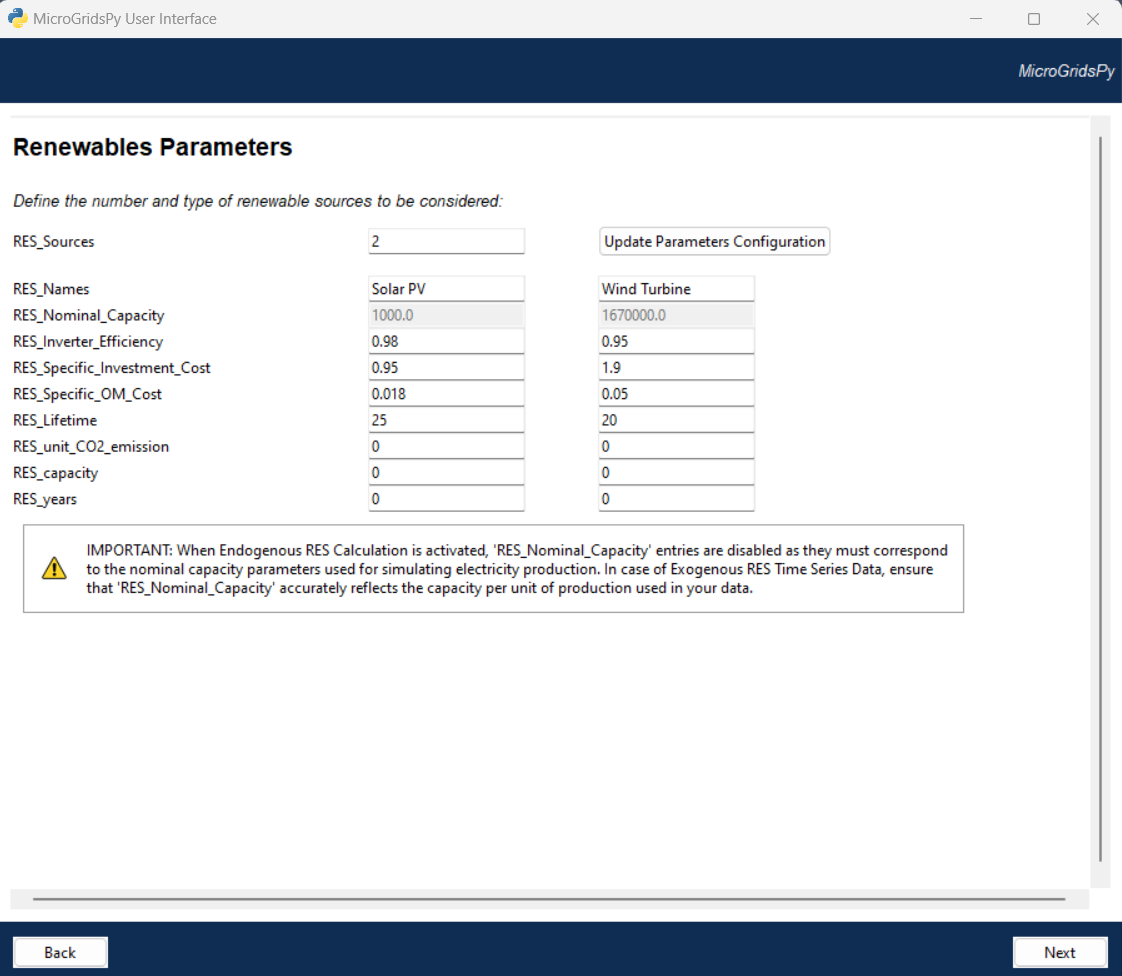 MicroGridsPy User Interface
MicroGridsPy
Renewables Parameters
Define the number and type of renewable sources to be considered:
RES_Sources 2 Update Parameters Configuration
RES_Names Solar PV Wind Turbine
RES_Nominal_Capacity 1000.0 1670000.0
RES_Inverter_Efficiency 0.98 0.95
RES_Specific_Investment_Cost 0.95 1.9
RES_Specific_OM_Cost 0.018 0.05
RES_Lifetime 25 20
RES_unit_CO2_emission 0 0
RES_capacity 0 0
RES_years 0 0
IMPORTANT: When Endogenous RES Calculation is activated, 'RES_Nominal_Capacity' entries are disabled as they must correspond
to the nominal capacity parameters used for simulating electricity production. In case of Exogenous RES Time Series Data, ensure
that 'RES_Nominal_Capacity' accurately reflects the capacity per unit of production used in your data.
Back Next